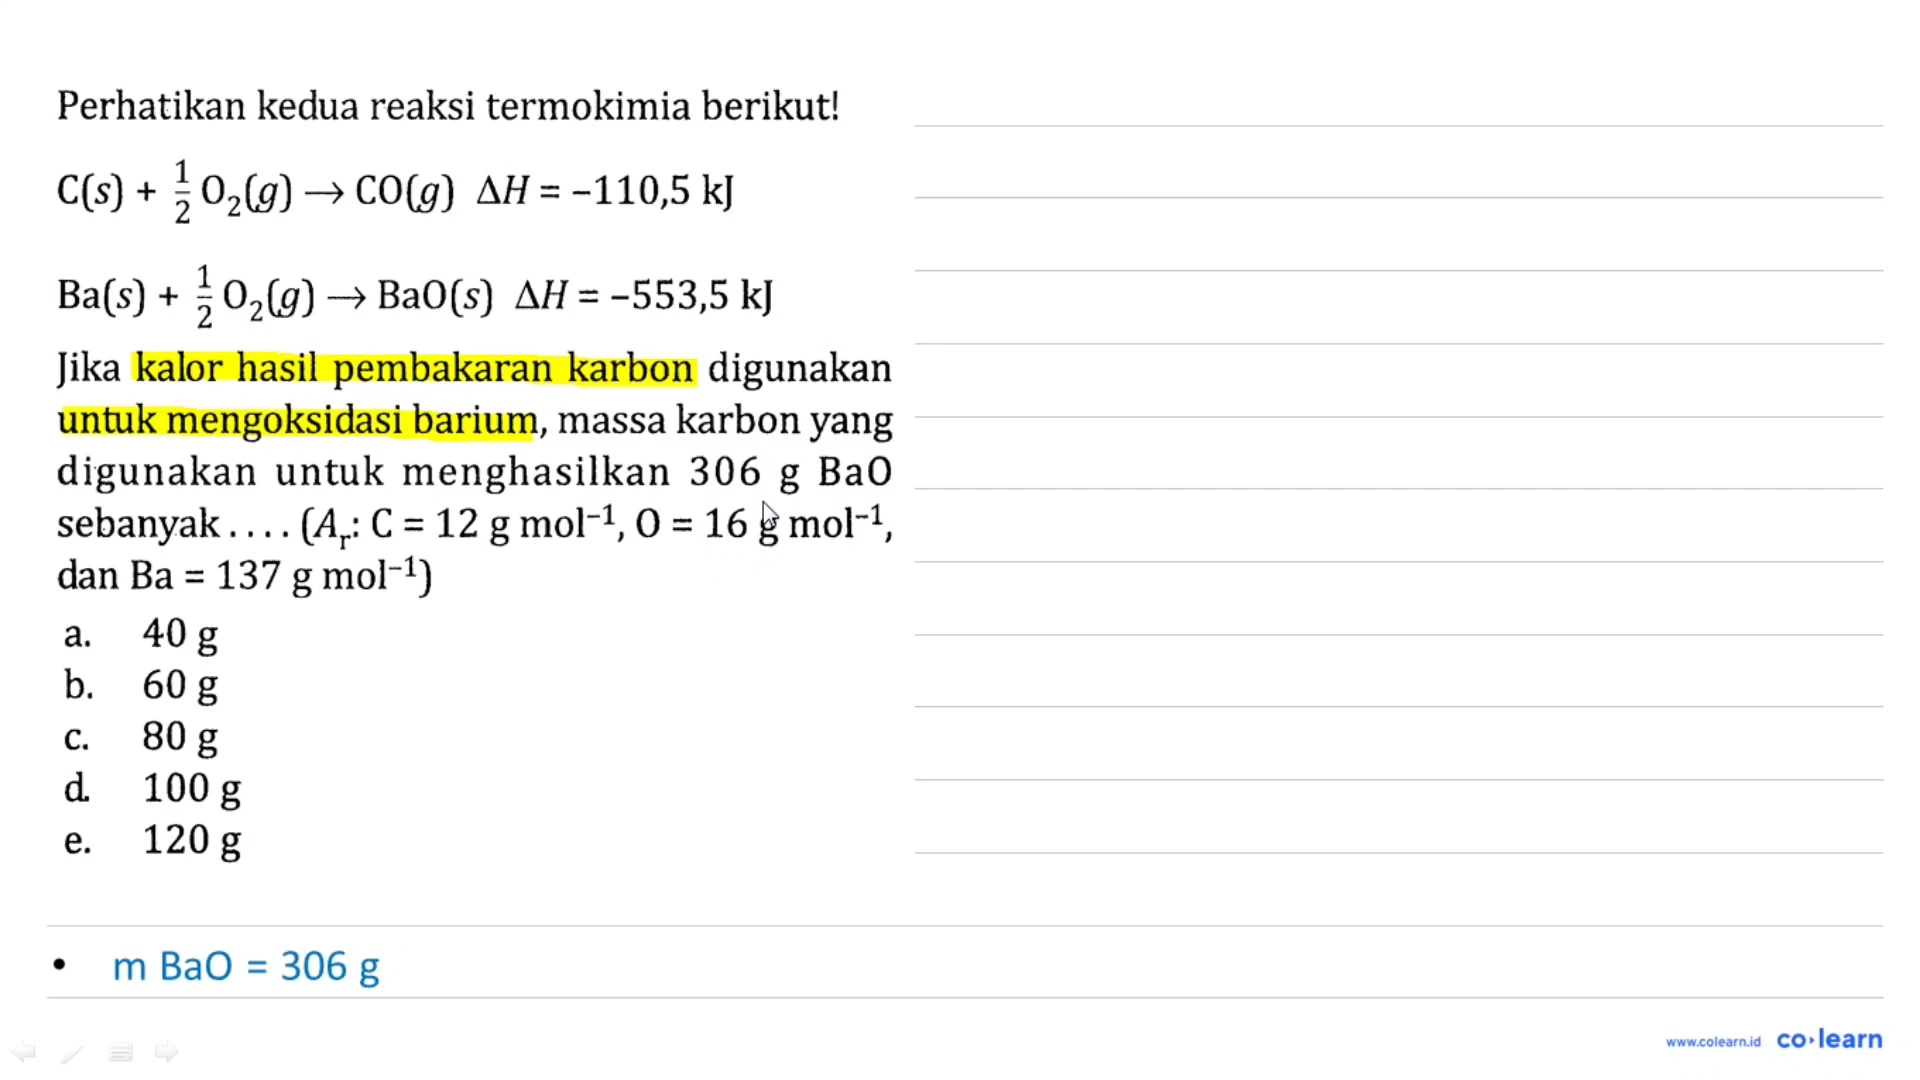 Perhatikan kedua reaksi termokimia berikut!
C(s) + 1/2 O₂(g) → CO(g) ΔH = –110,5 kJ
Ba(s) + 1/2 O₂(g) → BaO(s) ΔH = –553,5 kJ
Jika kalor hasil pembakaran karbon digunakan
untuk mengoksidasi barium, massa karbon yang
digunakan untuk menghasilkan 306 g BaO
sebanyak . . . . (Aᵣ: C = 12 g mol⁻¹, O = 16 g mol⁻¹,
dan Ba = 137 g mol⁻¹)
a. 40 g
b. 60 g
c. 80 g
d. 100 g
e. 120 g
• m BaO = 306 g
www.colearn.id co·learn